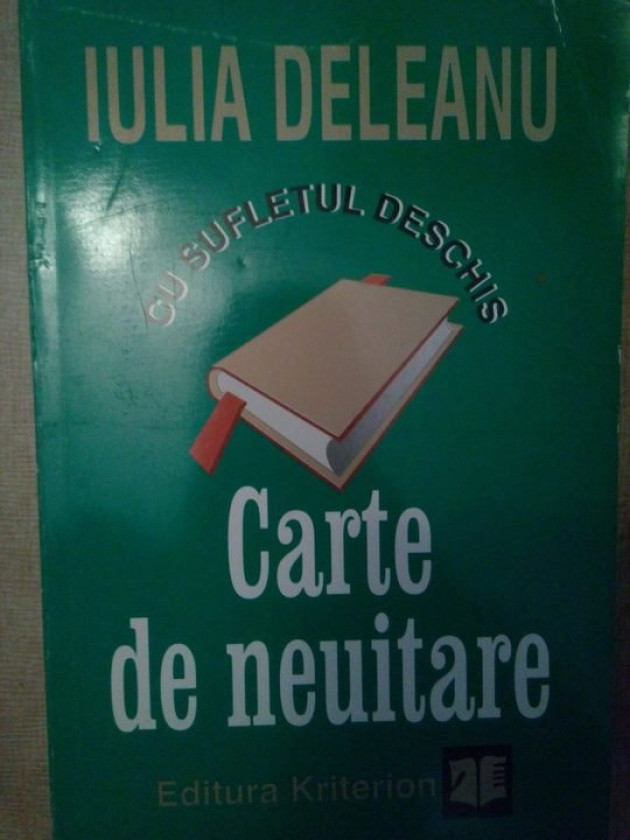 IULIA DELEANU
CU SUFLETUL DESCHIS
Carte
de neuitare
Editura Kriterion